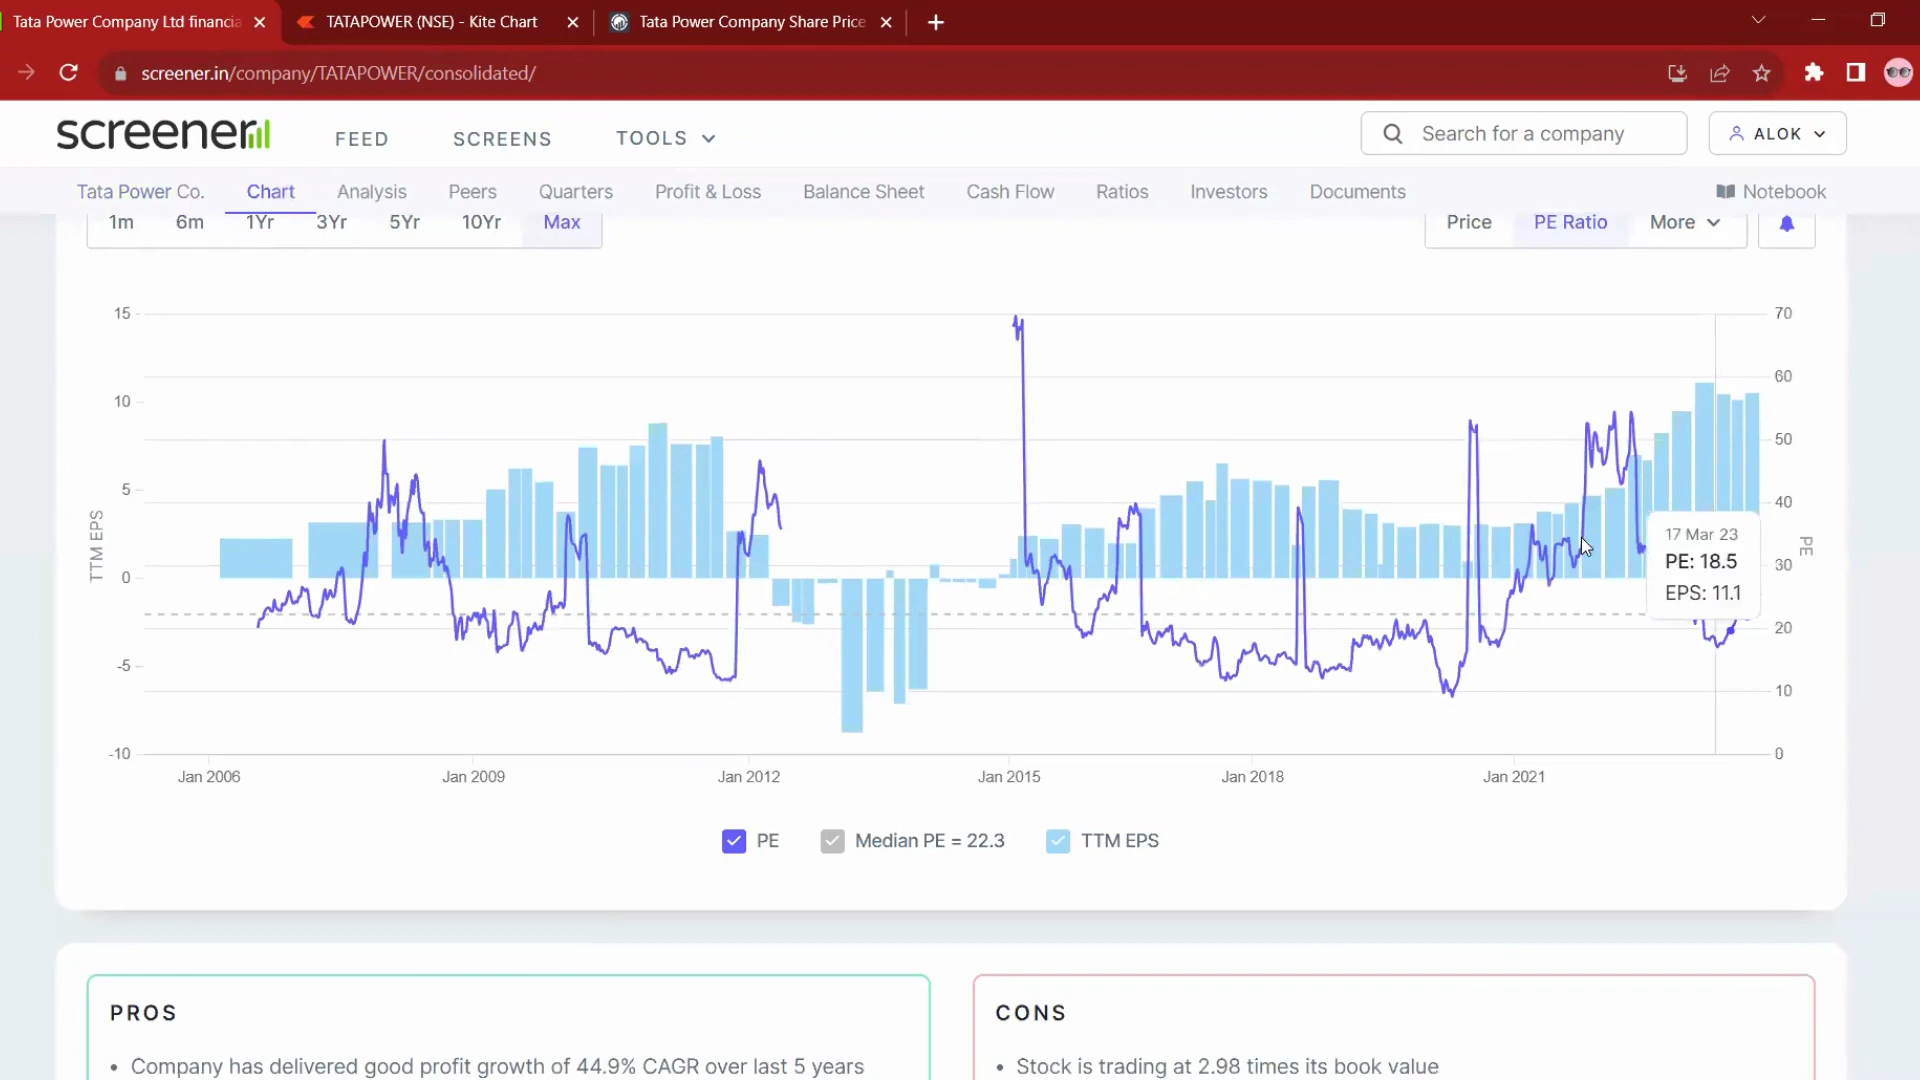 Tata Power Company Ltd financia
TATAPOWER (NSE) - Kite Chart
Tata Power Company Share Price
screener.in/company/TATAPOWER/consolidated/
screener
FEED
SCREENS
TOOLS
Search for a company
ALOK
Tata Power Co.
Chart
Analysis
Peers
Quarters
Profit & Loss
Balance Sheet
Cash Flow
Ratios
Investors
Documents
Notebook
1m
6m
1Yr
3Yr
5Yr
10Yr
Max
Price
PE Ratio
More
15
10
5
0
-5
-10
TTM EPS
70
60
50
40
30
20
10
0
PE
17 Mar 23
PE: 18.5
EPS: 11.1
Jan 2006
Jan 2009
Jan 2012
Jan 2015
Jan 2018
Jan 2021
PE
Median PE = 22.3
TTM EPS
PROS
• Company has delivered good profit growth of 44.9% CAGR over last 5 years
CONS
• Stock is trading at 2.98 times its book value